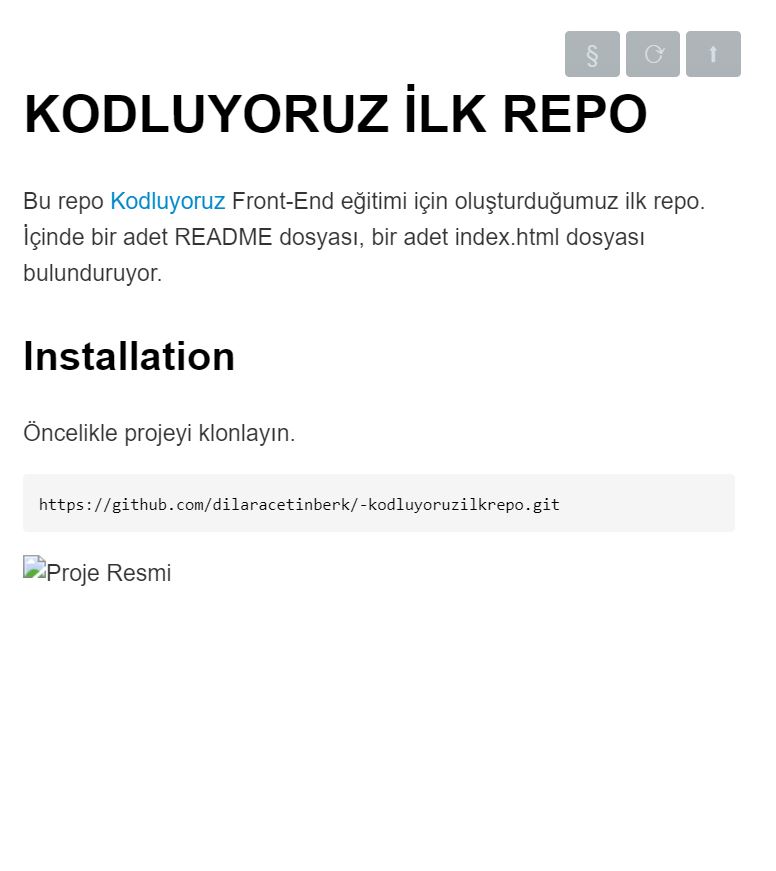 §
KODLUYORUZ İLK REPO
Bu repo Kodluyoruz Front-End eğitimi için oluşturduğumuz ilk repo.
İçinde bir adet README dosyası, bir adet index.html dosyası
bulunduruyor.
Installation
Öncelikle projeyi klonlayın.
https://github.com/dilaracetinberk/-kodluyoruzilkrepo.git
Proje Resmi